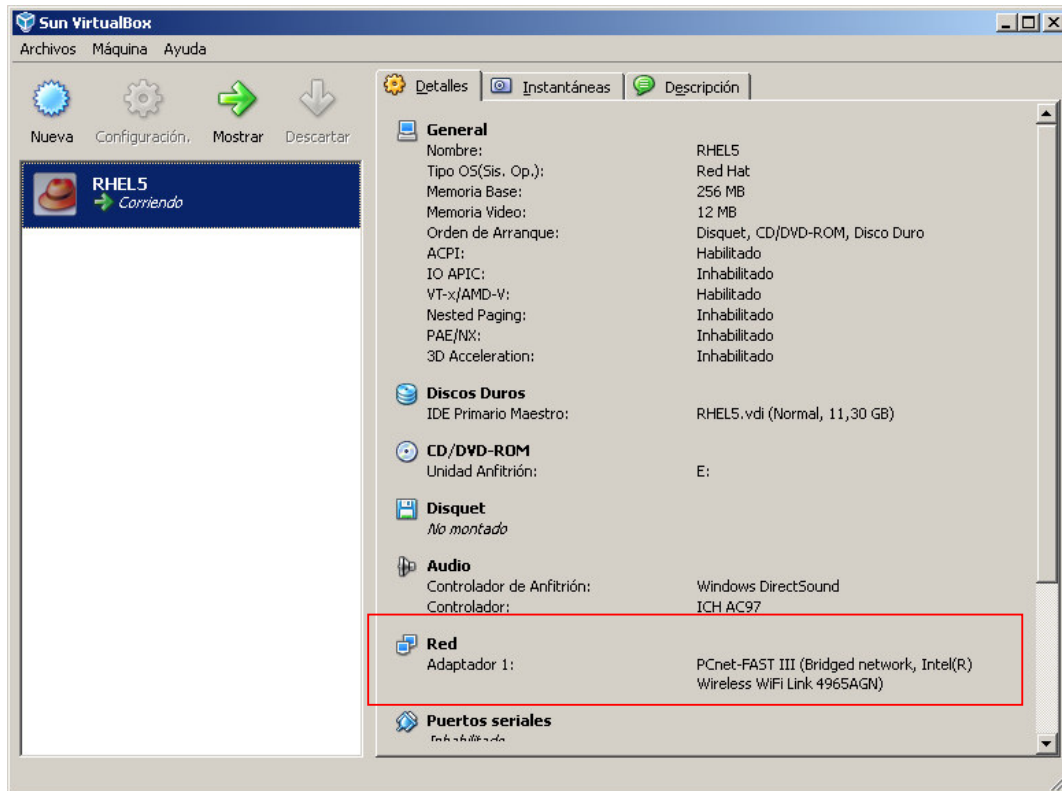 Sun VirtualBox
Archivos Máquina Ayuda
Nueva Configuración. Mostrar Descartar
RHEL5
Corriendo
Detalles Instantáneas Descripción
General
Nombre: RHEL5
Tipo OS(Sis. Op.): Red Hat
Memoria Base: 256 MB
Memoria Video: 12 MB
Orden de Arranque: Disquet, CD/DVD-ROM, Disco Duro
ACPI: Habilitado
IO APIC: Inhabilitado
VT-x/AMD-V: Habilitado
Nested Paging: Inhabilitado
PAE/NX: Inhabilitado
3D Acceleration: Inhabilitado
Discos Duros
IDE Primario Maestro: RHEL5.vdi (Normal, 11,30 GB)
CD/DVD-ROM
Unidad Anfitrión: E:
Disquet
No montado
Audio
Controlador de Anfitrión: Windows DirectSound
Controlador: ICH AC97
Red
Adaptador 1: PCnet-FAST III (Bridged network, Intel(R)
Wireless WiFi Link 4965AGN)
Puertos seriales
Inhabilitado